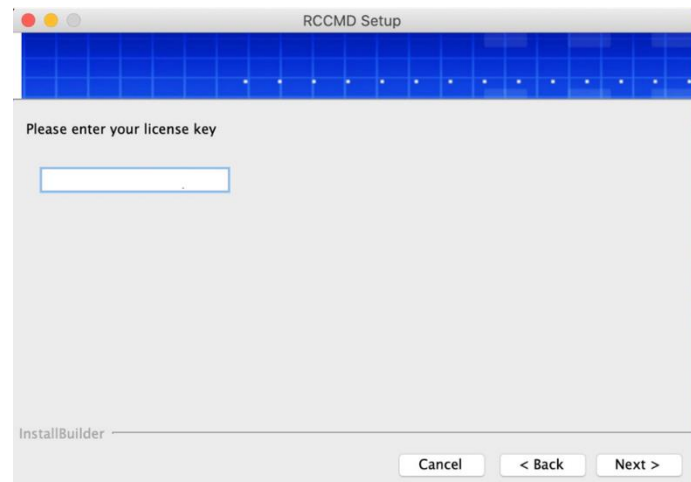 RCCMD Setup
Please enter your license key
InstallBuilder
Cancel < Back Next >